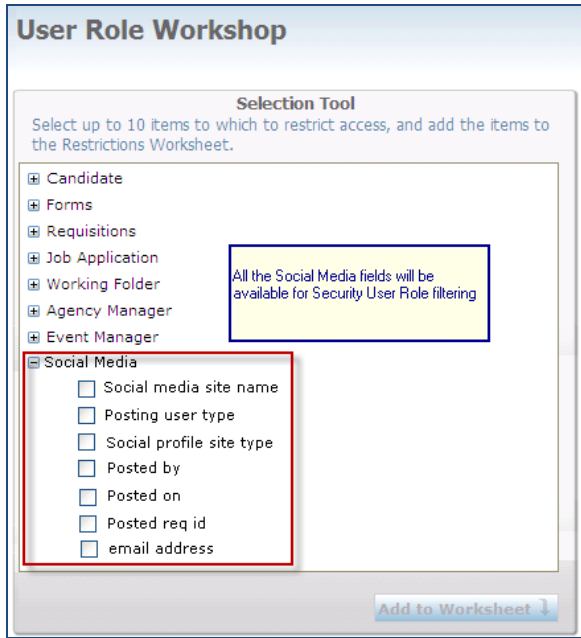 User Role Workshop
Selection Tool
Select up to 10 items to which to restrict access, and add the items to
the Restrictions Worksheet.
Candidate
Forms
Requisitions
Job Application
Working Folder
Agency Manager
Event Manager
All the Social Media fields will be
available for Security User Role filtering
Social Media
Social media site name
Posting user type
Social profile site type
Posted by
Posted on
Posted req id
email address
Add to Worksheet